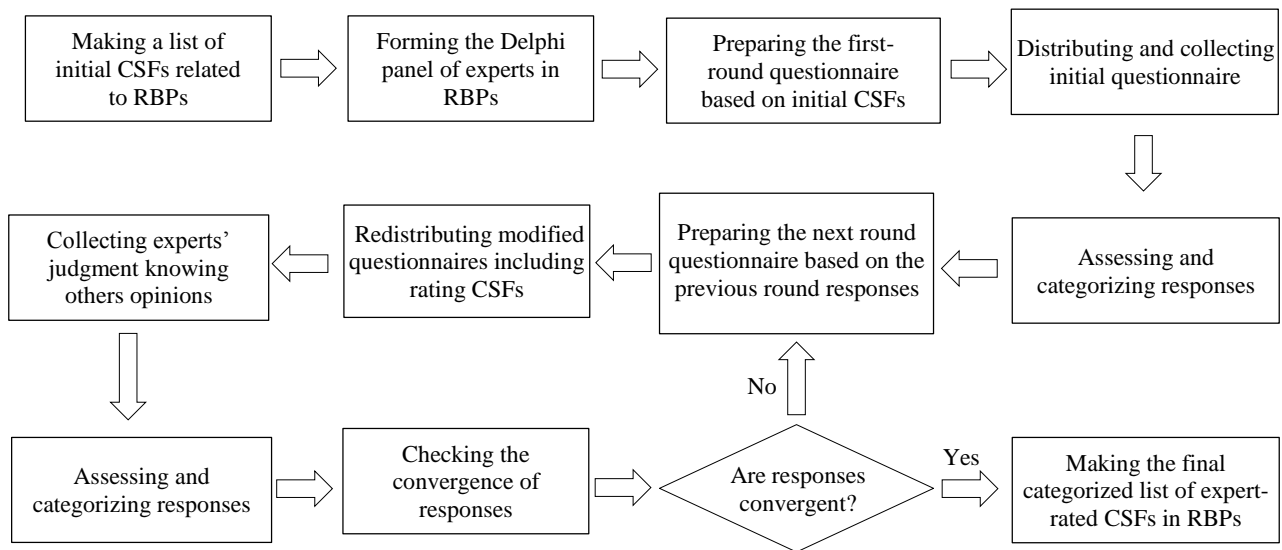 Making a list of
initial CSFs related
to RBPs
Forming the Delphi
panel of experts in
RBPs
Preparing the first-
round questionnaire
based on initial CSFs
Distributing and collecting
initial questionnaire
Collecting experts’
judgment knowing
others opinions
Redistributing modified
questionnaires including
rating CSFs
Preparing the next round
questionnaire based on the
previous round responses
Assessing and
categorizing responses
No
Assessing and
categorizing responses
Checking the
convergence of
responses
Are responses
convergent?
Yes
Making the final
categorized list of expert-
rated CSFs in RBPs